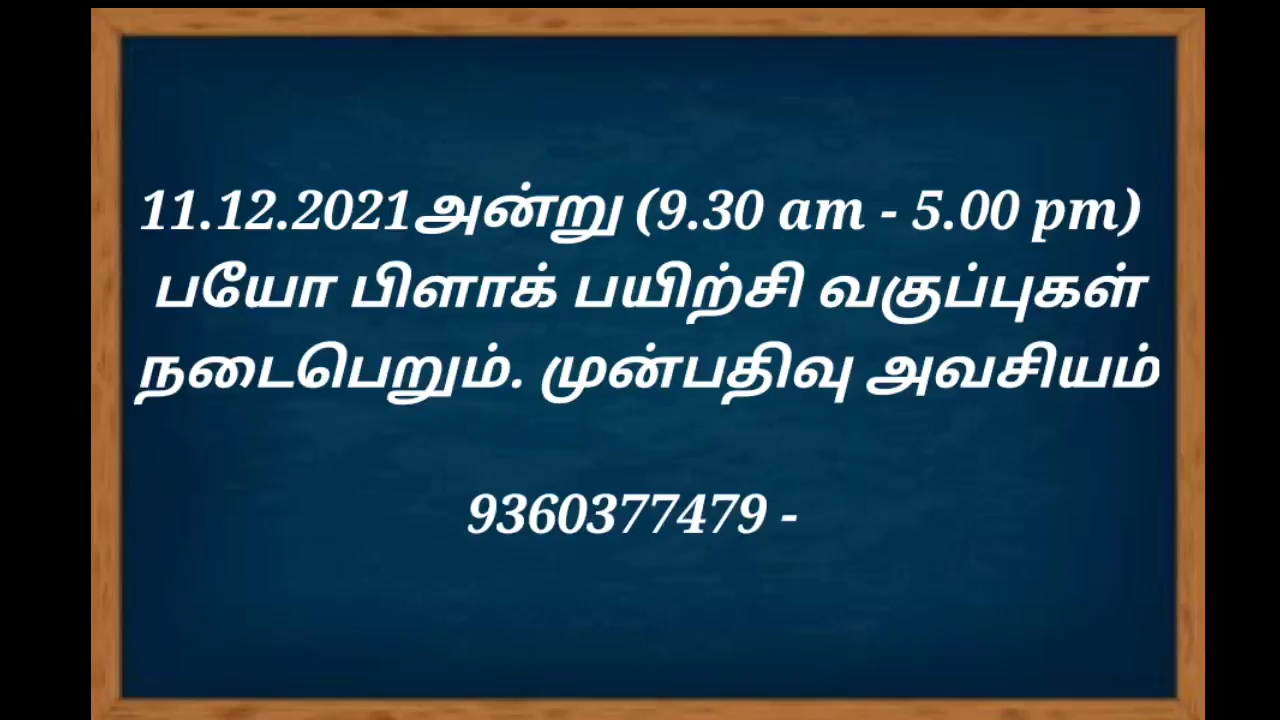 11.12.2021அன்று (9.30 am - 5.00 pm)
பயோ பிளாக் பயிற்சி வகுப்புகள்
நடைபெறும். முன்பதிவு அவசியம்
9360377479 -